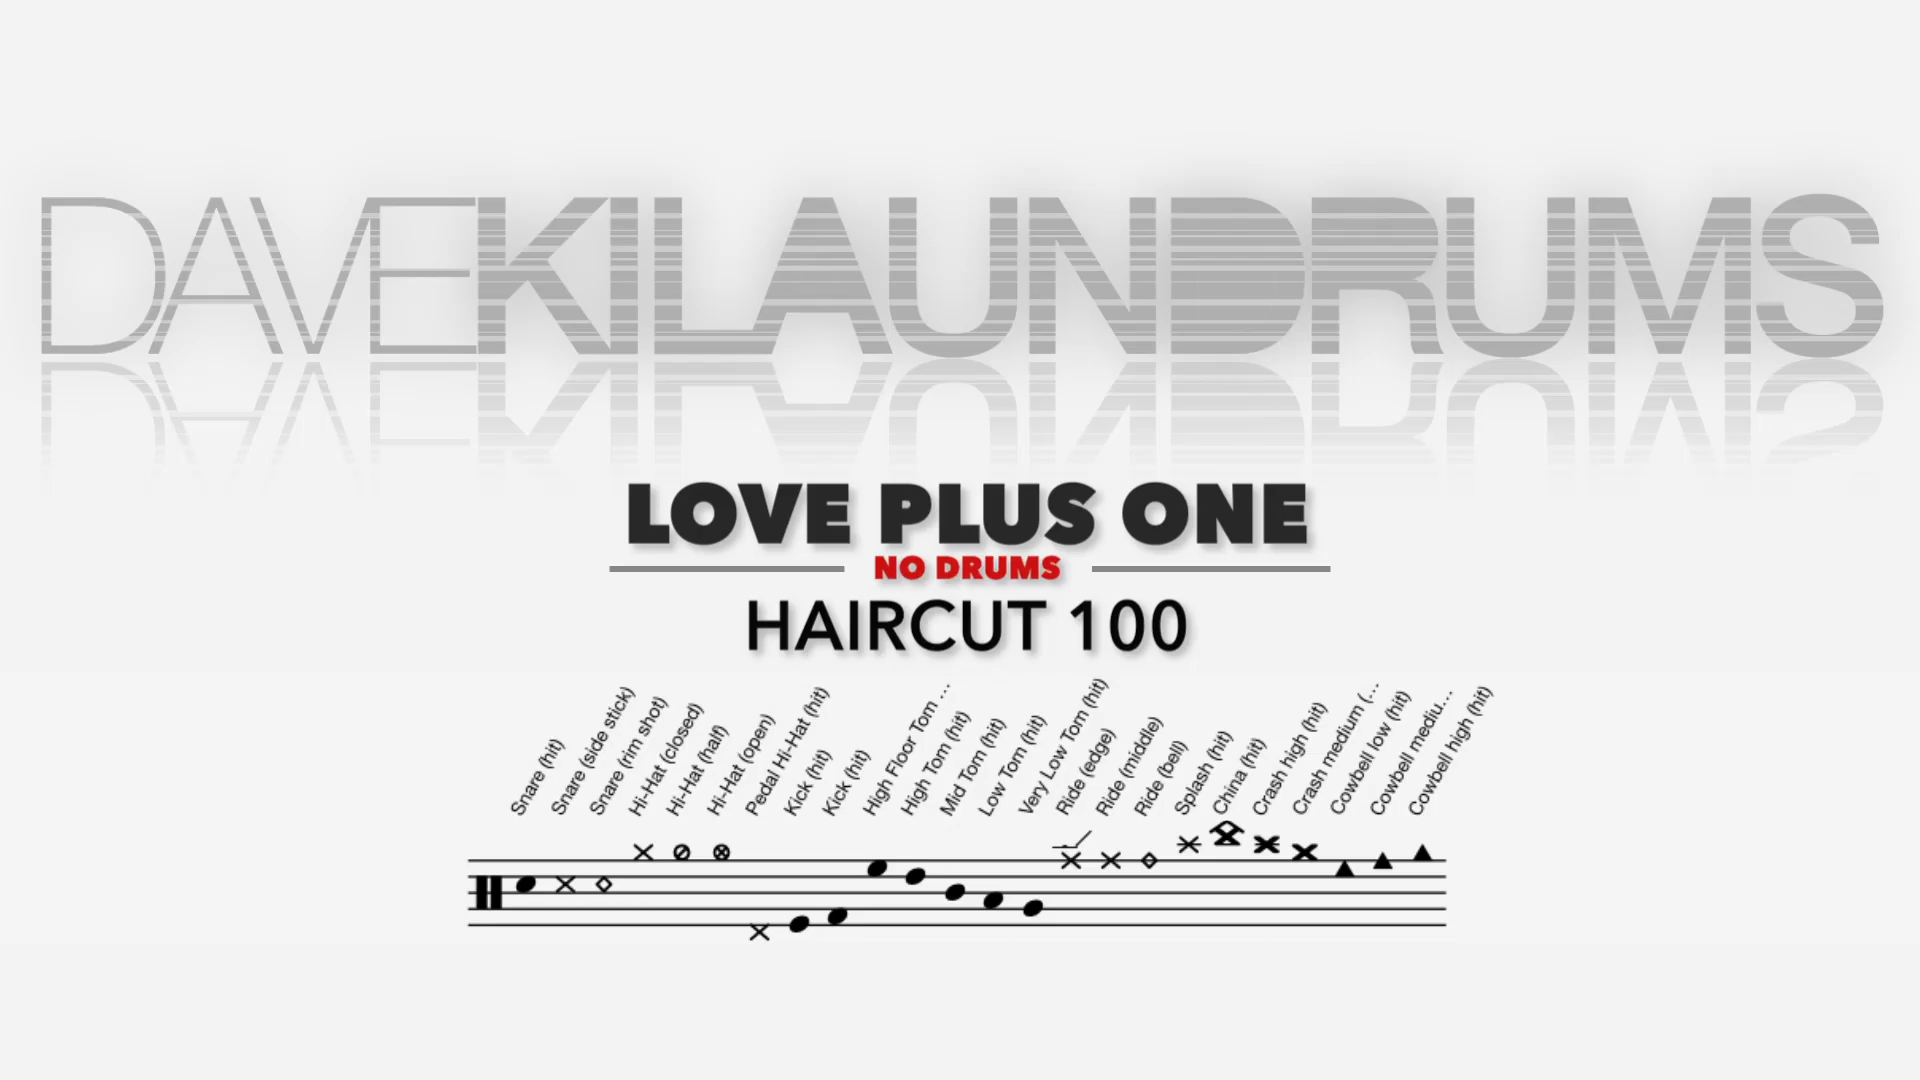 DAVEKILAUNDRUMS
LOVE PLUS ONE
NO DRUMS
HAIRCUT 100
Snare (hit)
Snare (side stick)
Snare (rim shot)
Hi-Hat (closed)
Hi-Hat (half)
Hi-Hat (open)
Pedal Hi-Hat (hit)
Kick (hit)
Kick (hit)
High Floor Tom ...
High Tom (hit)
Mid Tom (hit)
Low Tom (hit)
Very Low Tom (hit)
Ride (edge)
Ride (middle)
Ride (bell)
Splash (hit)
China (hit)
Crash high (hit)
Crash medium (...
Cowbell low (hit)
Cowbell mediu...
Cowbell high (hit)